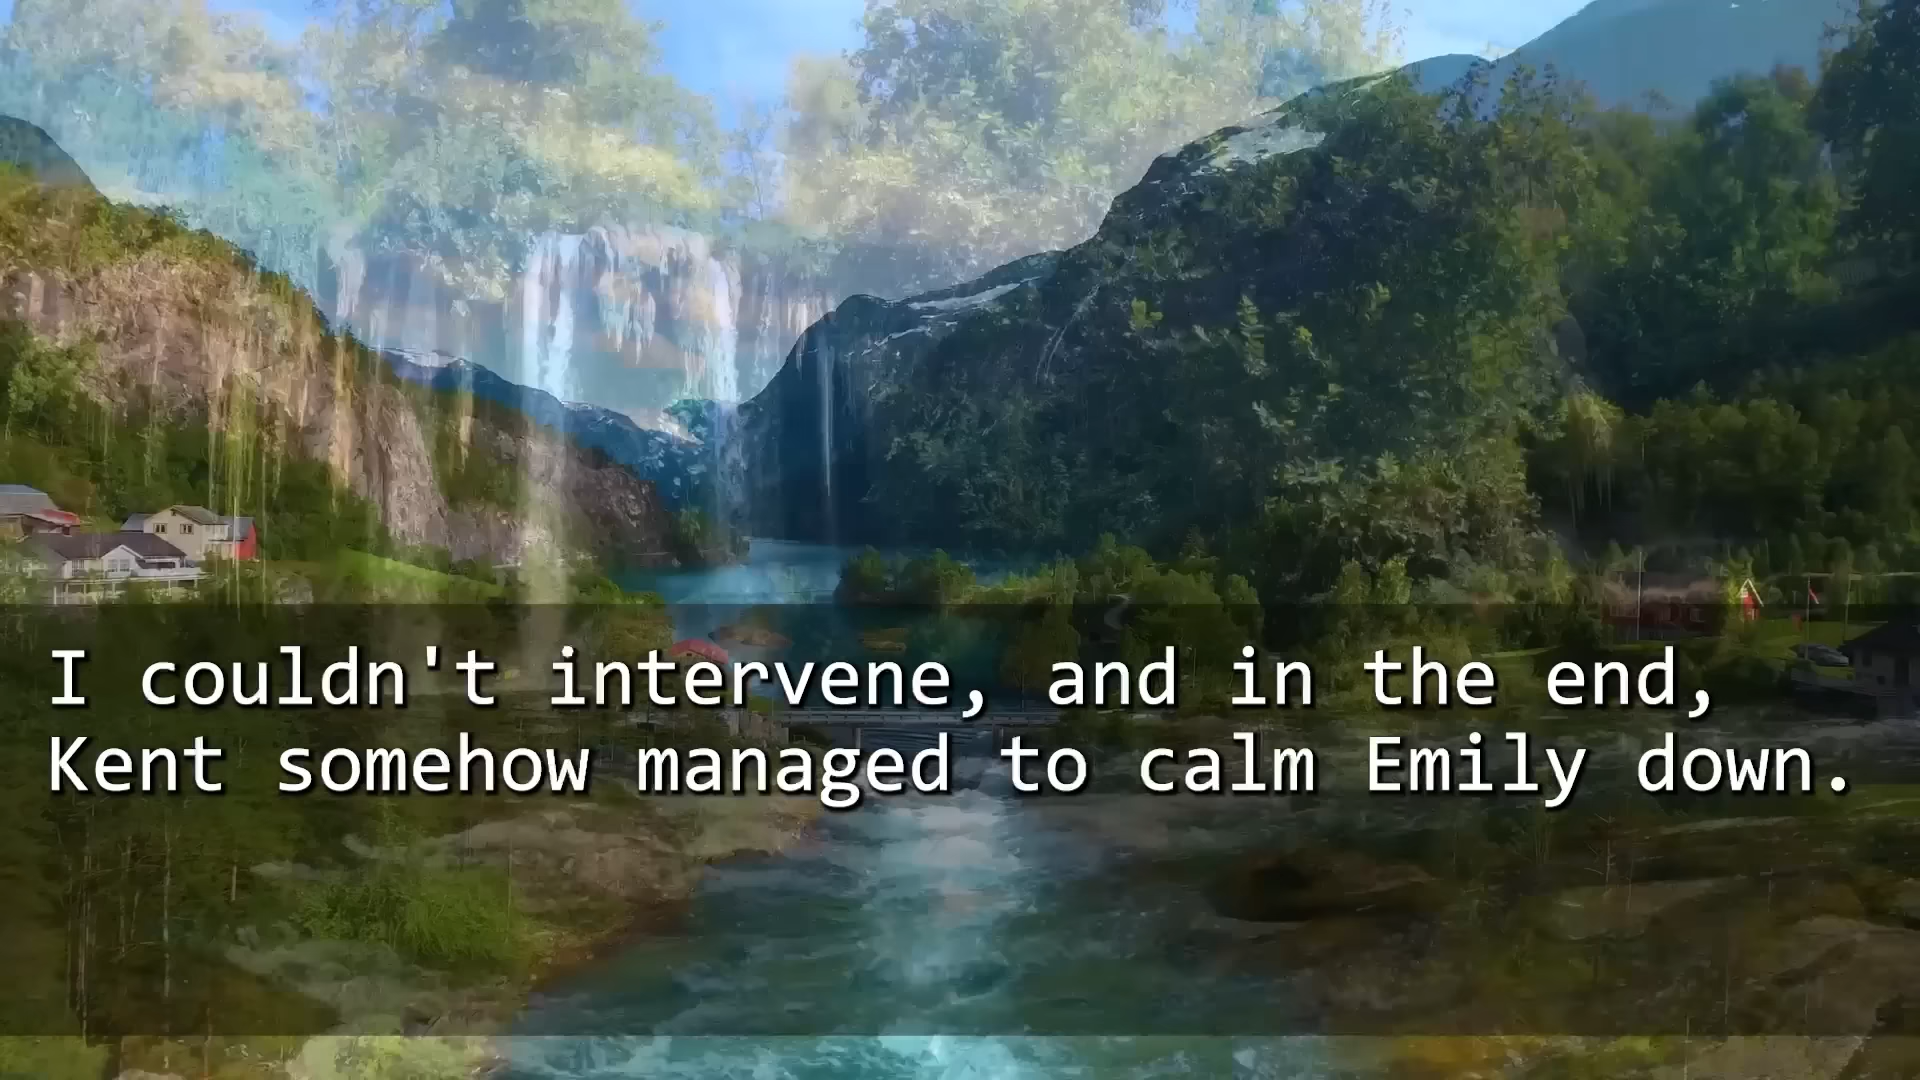 I couldn't intervene, and in the end,
Kent somehow managed to calm Emily down.